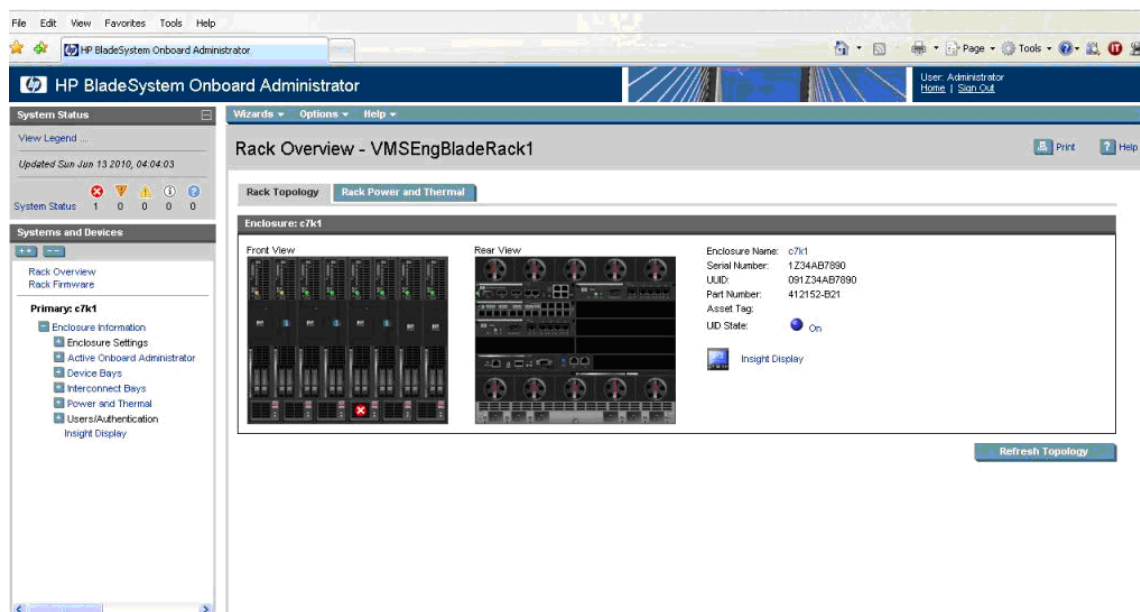 File Edit View Favorites Tools Help
HP BladeSystem Onboard Administrator
Page Tools
HP BladeSystem Onboard Administrator
User: Administrator
Home | Sign Out
System Status
Wizards Options Help
View Legend ...
Rack Overview - VMSEngBladeRack1
Print Help
Updated Sun Jun 13 2010, 04:04:03
System Status 1 0 0 0 0
Rack Topology Rack Power and Thermal
Systems and Devices
Enclosure: c7k1
Rack Overview
Rack Firmware
Primary: c7k1
Enclosure Information
Enclosure Settings
Active Onboard Administrator
Device Bays
Interconnect Bays
Power and Thermal
Users/Authentication
Insight Display
Front View
Rear View
Enclosure Name: c7k1
Serial Number: 1Z34AB7890
UUID: 091Z34AB7890
Part Number: 412152-B21
Asset Tag:
UID State: On
Insight Display
Refresh Topology